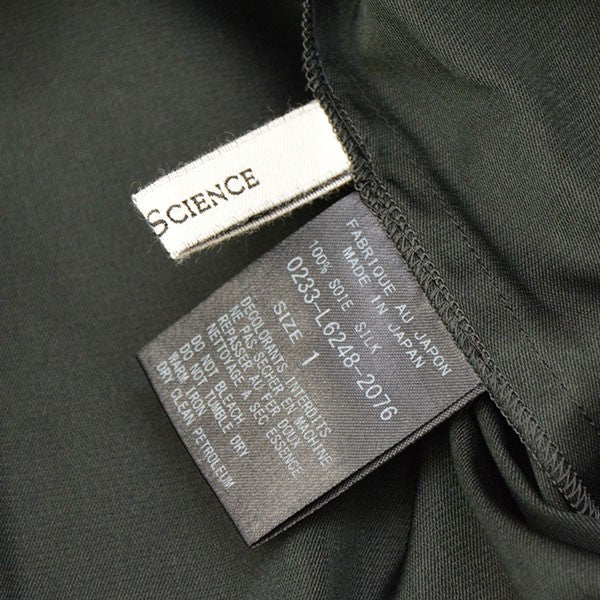 SCIENCE
FABRIQUE AU JAPON
MADE IN JAPAN
100% SOIE SILK
0233-L6248-2076
SIZE 1
DECOLORANTS INTERDITS
NE PAS SECHER EN MACHINE
REPASSER AU FER DOUX
NETTOYAGE A SEC ESSENCE
DO NOT BLEACH
DO NOT TUMBLE DRY
WARM IRON
DRY CLEAN PETROLEUM